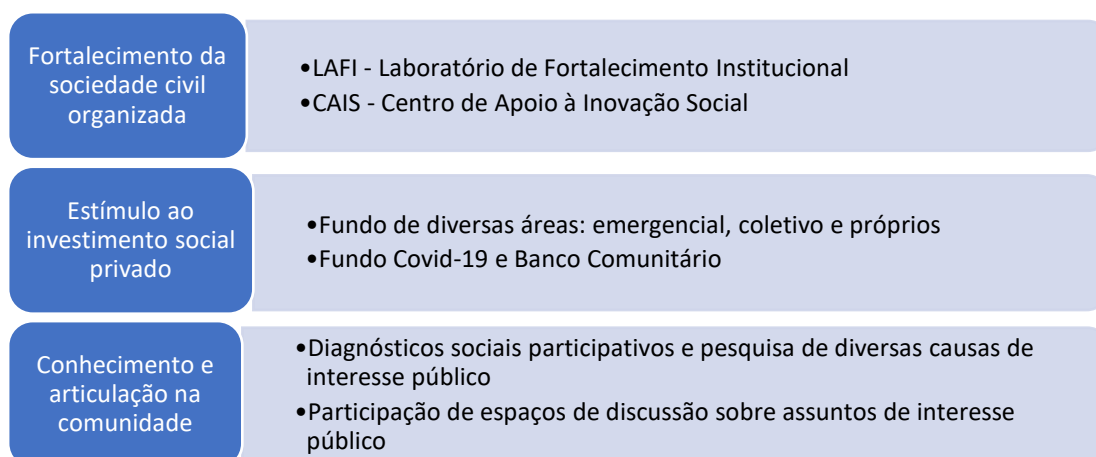 Fortalecimento da
sociedade civil
organizada
•LAFI - Laboratório de Fortalecimento Institucional
•CAIS - Centro de Apoio à Inovação Social
Estímulo ao
investimento social
privado
•Fundo de diversas áreas: emergencial, coletivo e próprios
•Fundo Covid-19 e Banco Comunitário
Conhecimento e
articulação na
comunidade
•Diagnósticos sociais participativos e pesquisa de diversas causas de
interesse público
•Participação de espaços de discussão sobre assuntos de interesse
público